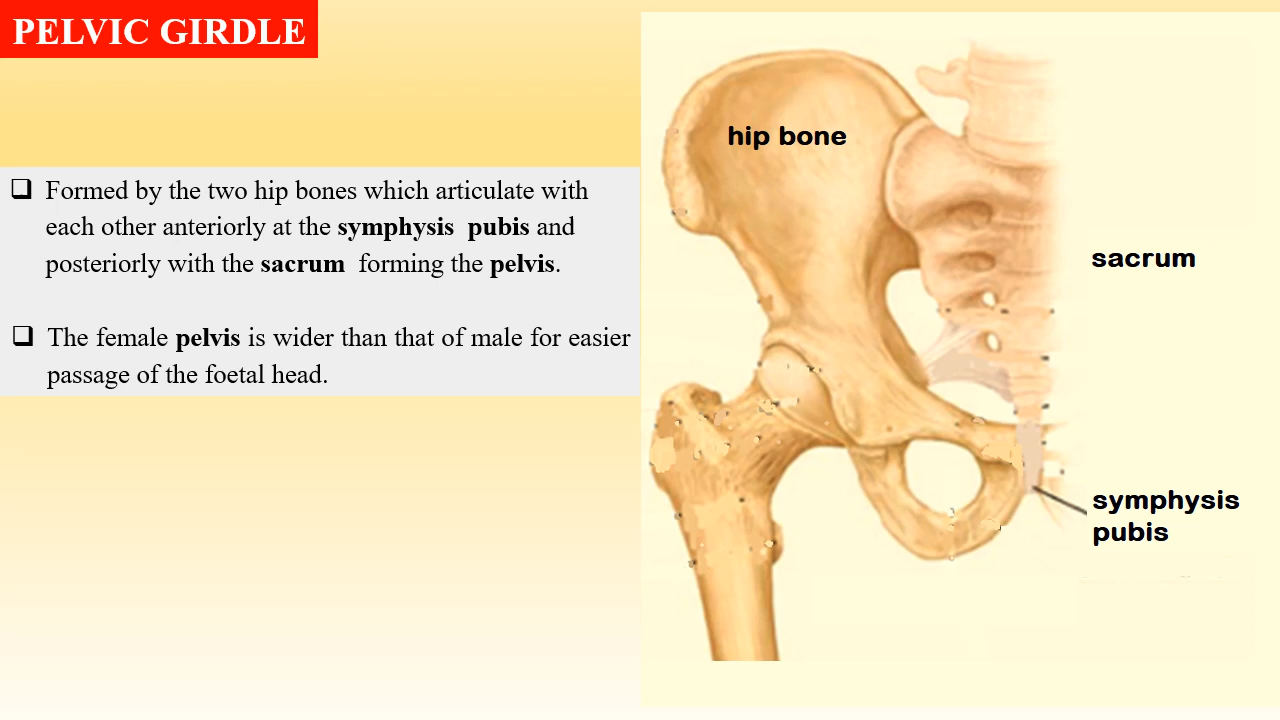 PELVIC GIRDLE
❑ Formed by the two hip bones which articulate with
each other anteriorly at the symphysis pubis and
posteriorly with the sacrum forming the pelvis.
❑ The female pelvis is wider than that of male for easier
passage of the foetal head.
hip bone
sacrum
symphysis
pubis